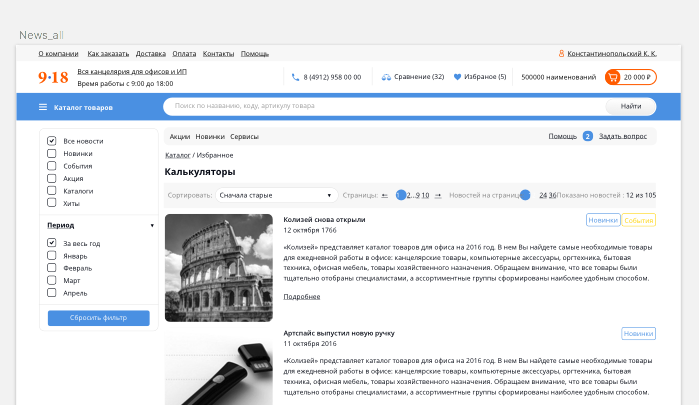 News_all
О компании Как заказать Доставка Оплата Контакты Помощь Константинопольский К. К.
9·18 Вся канцелярия для офисов и ИП
Время работы с 9:00 до 18:00 8 (4912) 958 00 00 Сравнение (32) Избраное (5) 500000 наименований 20 000 ₽
Каталог товаров Поиск по названию, коду, артикулу товара Найти
Все новости
Новинки
События
Акция
Каталоги
Хиты
Период
За весь год
Январь
Февраль
Март
Апрель
Сбросить фильтр
Акции Новинки Сервисы Помощь 2 Задать вопрос
Каталог / Избранное
Калькуляторы
Сортировать: Сначала старые Страницы: ← 2...9 10 → Новостей на страниц 24 36 Показано новостей : 12 из 105
Колизей снова открыли Новинки События
12 октября 1766
«Колизей» представляет каталог товаров для офиса на 2016 год. В нем Вы найдете самые необходимые товары
для ежедневной работы в офисе: канцелярские товары, компьютерные аксессуары, оргтехника, бытовая
техника, офисная мебель, товары хозяйственного назначения. Обращаем внимание, что все товары были
тщательно отобраны специалистами, а ассортиментные группы сформированы наиболее удобным способом.
Подробнее
Артспайс выпустил новую ручку Новинки
11 октября 2016
«Колизей» представляет каталог товаров для офиса на 2016 год. В нем Вы найдете самые необходимые товары
для ежедневной работы в офисе: канцелярские товары, компьютерные аксессуары, оргтехника, бытовая
техника, офисная мебель, товары хозяйственного назначения. Обращаем внимание, что все товары были
тщательно отобраны специалистами, а ассортиментные группы сформированы наиболее удобным способом.